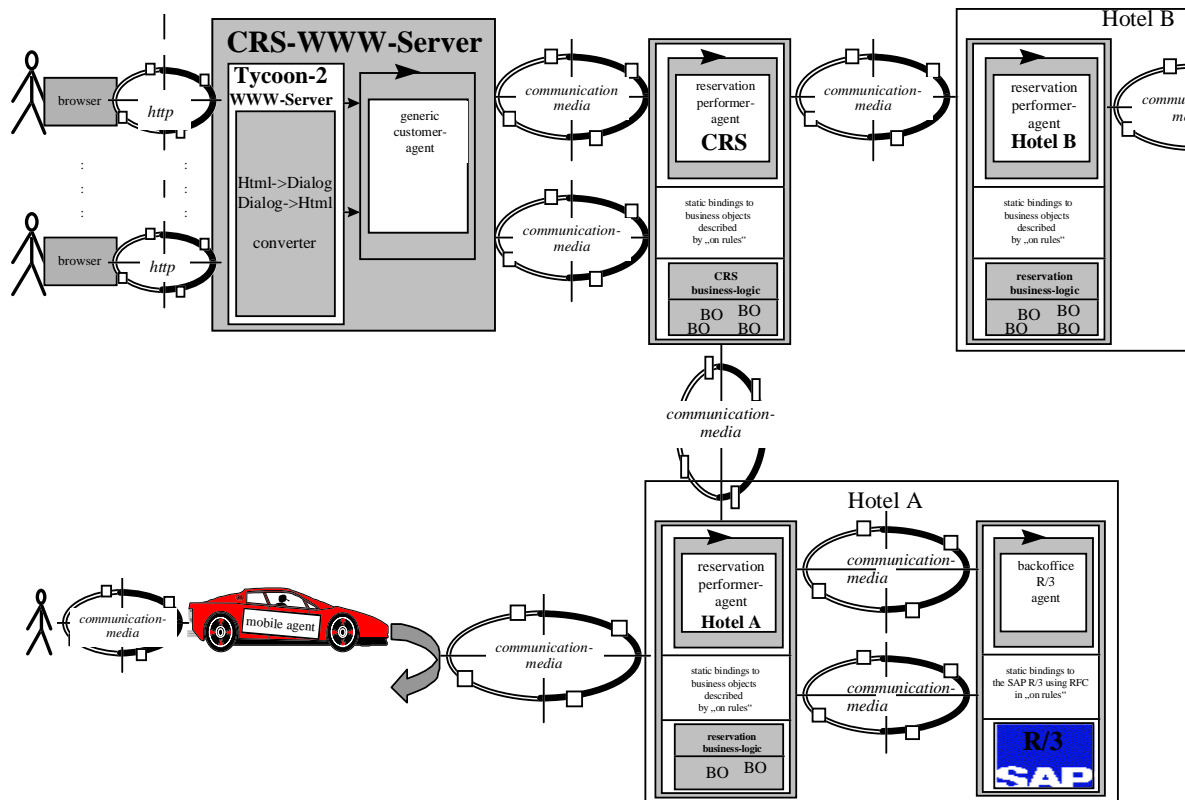 Hotel B
CRS-WWW-Server
Tycoon-2
WWW-Server
browser
http
Html->Dialog
Dialog->Html
converter
generic
customer-
agent
communication
media
reservation
performer-
agent
CRS
communication-
media
reservation
performer-
agent
Hotel B
:
:
:
:
:
:
browser
http
communication-
media
static bindings to
business objects
described
by „on rules“
static bindings to
business objects
described
by „on rules“
CRS
business-logic
BO BO
BO BO
reservation
business-logic
BO BO
BO BO
communication-
media
Hotel A
communication-
media
mobile agent
communication-
media
reservation
performer-
agent
Hotel A
communication-
media
backoffice
R/3
agent
static bindings to
business objects
described
by „on rules“
communication-
media
static bindings to
the SAP R/3 using RFC
in „on rules“
reservation
business-logic
BO BO
R/3
SAP